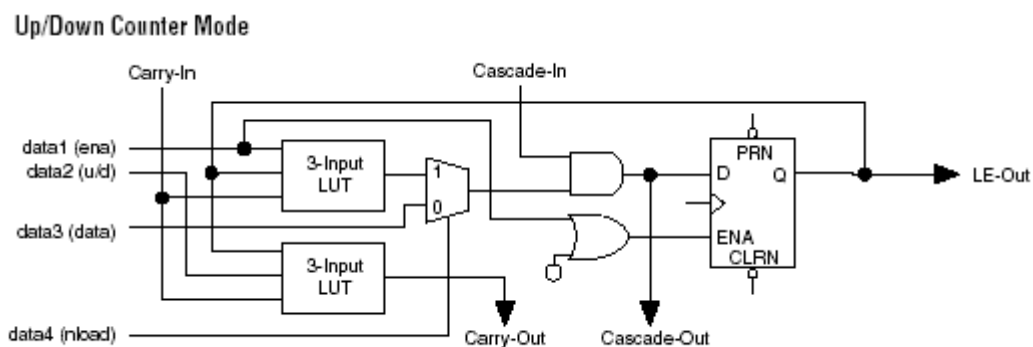 Up/Down Counter Mode
Carry-In
Cascade-In
data1 (ena)
data2 (u/d)
data3 (data)
data4 (nload)
3-Input
LUT
1
0
3-Input
LUT
PRN
D
Q
ENA
CLRN
LE-Out
Carry-Out
Cascade-Out